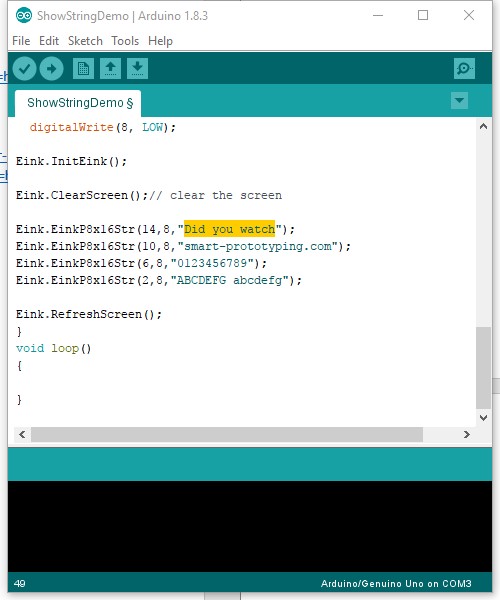 ShowStringDemo | Arduino 1.8.3
File Edit Sketch Tools Help
ShowStringDemo §
digitalWrite(8, LOW);
Eink.InitEink();
Eink.ClearScreen();// clear the screen
Eink.EinkP8x16Str(14,8,"Did you watch");
Eink.EinkP8x16Str(10,8,"smart-prototyping.com");
Eink.EinkP8x16Str(6,8,"0123456789");
Eink.EinkP8x16Str(2,8,"ABCDEFG abcdefg");
Eink.RefreshScreen();
}
void loop()
{
}
49 Arduino/Genuino Uno on COM3